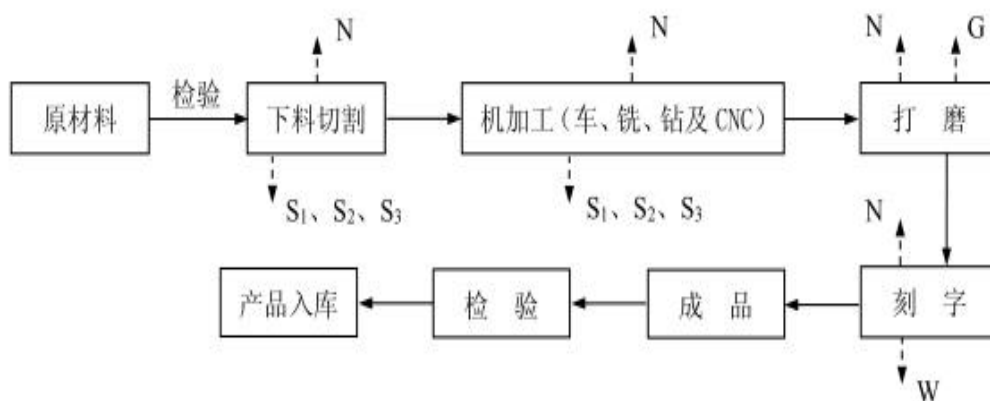 N
N
N
G
原材料
检验
下料切割
机加工(车、铣、钻及CNC)
打 磨
S₁、S₂、S₃
S₁、S₂、S₃
N
产品入库
检 验
成 品
刻 字
W